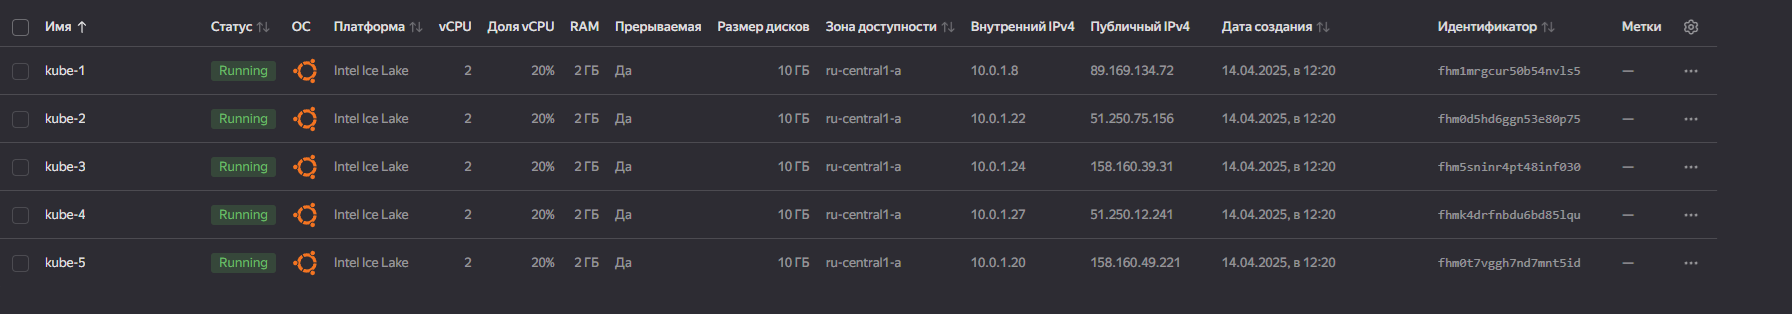 Имя ↑ Статус ОС Платформа vCPU Доля vCPU RAM Прерываемая Размер дисков Зона доступности Внутренний IPv4 Публичный IPv4 Дата создания Идентификатор Метки
kube-1 Running Intel Ice Lake 2 20% 2 ГБ Да 10 ГБ ru-central1-a 10.0.1.8 89.169.134.72 14.04.2025, в 12:20 fhm1mrgcur50b54nvls5 — ···
kube-2 Running Intel Ice Lake 2 20% 2 ГБ Да 10 ГБ ru-central1-a 10.0.1.22 51.250.75.156 14.04.2025, в 12:20 fhm0d5hd6ggn53e80p75 — ···
kube-3 Running Intel Ice Lake 2 20% 2 ГБ Да 10 ГБ ru-central1-a 10.0.1.24 158.160.39.31 14.04.2025, в 12:20 fhm5sninr4pt48inf030 — ···
kube-4 Running Intel Ice Lake 2 20% 2 ГБ Да 10 ГБ ru-central1-a 10.0.1.27 51.250.12.241 14.04.2025, в 12:20 fhmk4drfnbdu6bd85lqu — ···
kube-5 Running Intel Ice Lake 2 20% 2 ГБ Да 10 ГБ ru-central1-a 10.0.1.20 158.160.49.221 14.04.2025, в 12:20 fhm0t7vggh7nd7mnt5id — ···